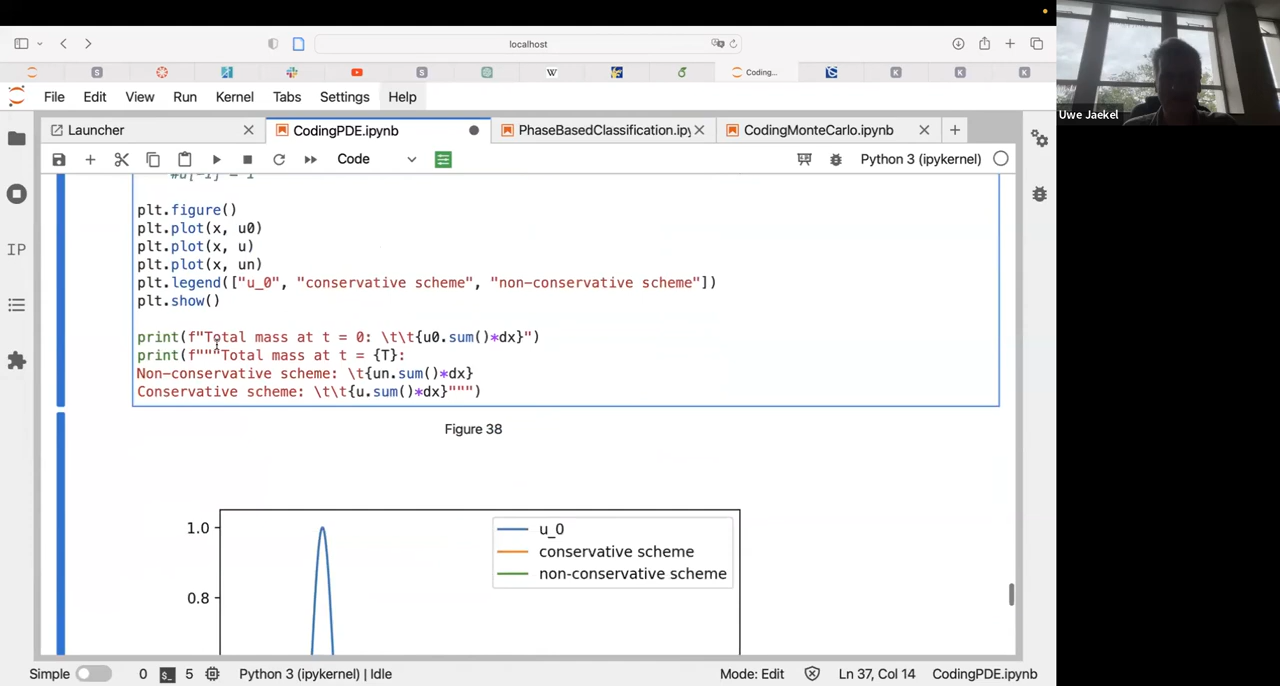 localhost
Coding...
File Edit View Run Kernel Tabs Settings Help
Launcher
CodingPDE.ipynb
PhaseBasedClassification.ipy
CodingMonteCarlo.ipynb
Code
Python 3 (ipykernel)
IP
plt.figure()
plt.plot(x, u0)
plt.plot(x, u)
plt.plot(x, un)
plt.legend(["u_0", "conservative scheme", "non-conservative scheme"])
plt.show()
print(f"Total mass at t = 0: \t\t{u0.sum()*dx}")
print(f"""Total mass at t = {T}:
Non-conservative scheme: \t{un.sum()*dx}
Conservative scheme: \t\t{u.sum()*dx}""")
Figure 38
1.0
0.8
u_0
conservative scheme
non-conservative scheme
Simple 0 5 Python 3 (ipykernel) | Idle Mode: Edit Ln 37, Col 14 CodingPDE.ipynb
Uwe Jaekel